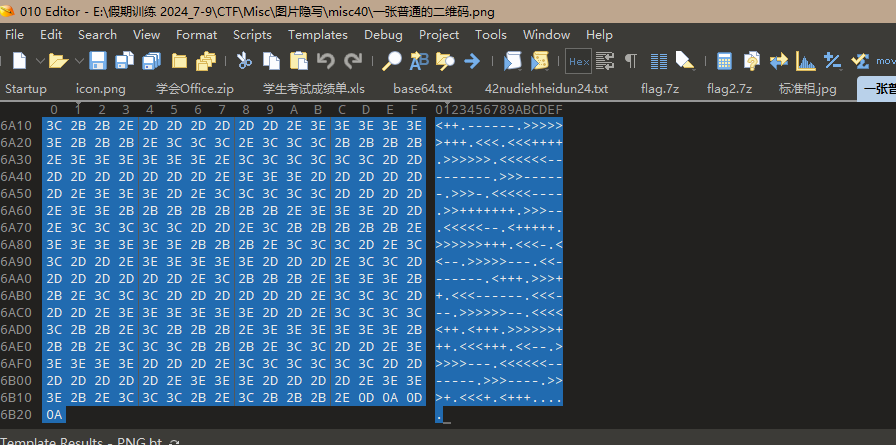 010 Editor - E:\假期训练 2024_7-9\CTF\Misc\图片隐写\misc40\一张普通的二维码.png
File Edit Search View Format Scripts Templates Debug Project Tools Window Help
Hex mov
Startup icon.png 学会Office.zip 学生考试成绩单.xls base64.txt 42nudiehheidun24.txt flag.7z flag2.7z 标准相.jpg 一张普
0 1 2 3 4 5 6 7 8 9 A B C D E F 0123456789ABCDEF
6A10 3C 2B 2B 2E 2D 2D 2D 2D 2D 2D 2E 3E 3E 3E 3E 3E <++.------.>>>>>
6A20 3E 2B 2B 2B 2E 3C 3C 3C 2E 3C 3C 3C 2B 2B 2B 2B >+++.<<<.<<<++++
6A30 2E 3E 3E 3E 3E 3E 3E 2E 3C 3C 3C 3C 3C 3C 2D 2D .>>>>>>.<<<<<<--
6A40 2D 2D 2D 2D 2D 2D 2D 2E 3E 3E 3E 2D 2D 2D 2D 2D -------.>>>-----
6A50 2D 2E 3E 3E 3E 2D 2E 3C 3C 3C 3C 3C 2D 2D 2D 2D -.>>>-.<<<<<----
6A60 2E 3E 3E 2B 2B 2B 2B 2B 2B 2B 2E 3E 3E 3E 2D 2D .>>+++++++.>>>--
6A70 2E 3C 3C 3C 3C 3C 2D 2D 2E 3C 2B 2B 2B 2B 2B 2E .<<<<<--.<+++++.
6A80 3E 3E 3E 3E 3E 3E 2B 2B 2B 2E 3C 3C 3C 2D 2E 3C >>>>>>+++.<<<-.<
6A90 3C 2D 2D 2E 3E 3E 3E 3E 3E 2D 2D 2D 2E 3C 3C 2D <--.>>>>>---.<<-
6AA0 2D 2D 2D 2D 2D 2D 2E 3C 2B 2B 2B 2E 3E 3E 3E 2B ------.<+++.>>>+
6AB0 2B 2E 3C 3C 3C 2D 2D 2D 2D 2D 2D 2E 3C 3C 3C 2D +.<<<------.<<<-
6AC0 2D 2D 2E 3E 3E 3E 3E 3E 3E 2D 2D 2E 3C 3C 3C 3C --.>>>>>>--.<<<<
6AD0 3C 2B 2B 2E 3C 2B 2B 2B 2E 3E 3E 3E 3E 3E 3E 2B <++.<+++.>>>>>>+
6AE0 2B 2B 2E 3C 3C 3C 2B 2B 2B 2E 3C 3C 2D 2D 2E 3E ++.<<<+++.<<--.>
6AF0 3E 3E 3E 3E 2D 2D 2D 2E 3C 3C 3C 3C 3C 3C 2D 2D >>>>---.<<<<<<--
6B00 2D 2D 2D 2D 2D 2E 3E 3E 3E 2D 2D 2D 2D 2E 3E 3E -----.>>>----.>>
6B10 3E 2B 2E 3C 3C 3C 2B 2E 3C 2B 2B 2B 2E 0D 0A 0D >+.<<<+.<+++....
6B20 0A .
Template Results - PNG.bt